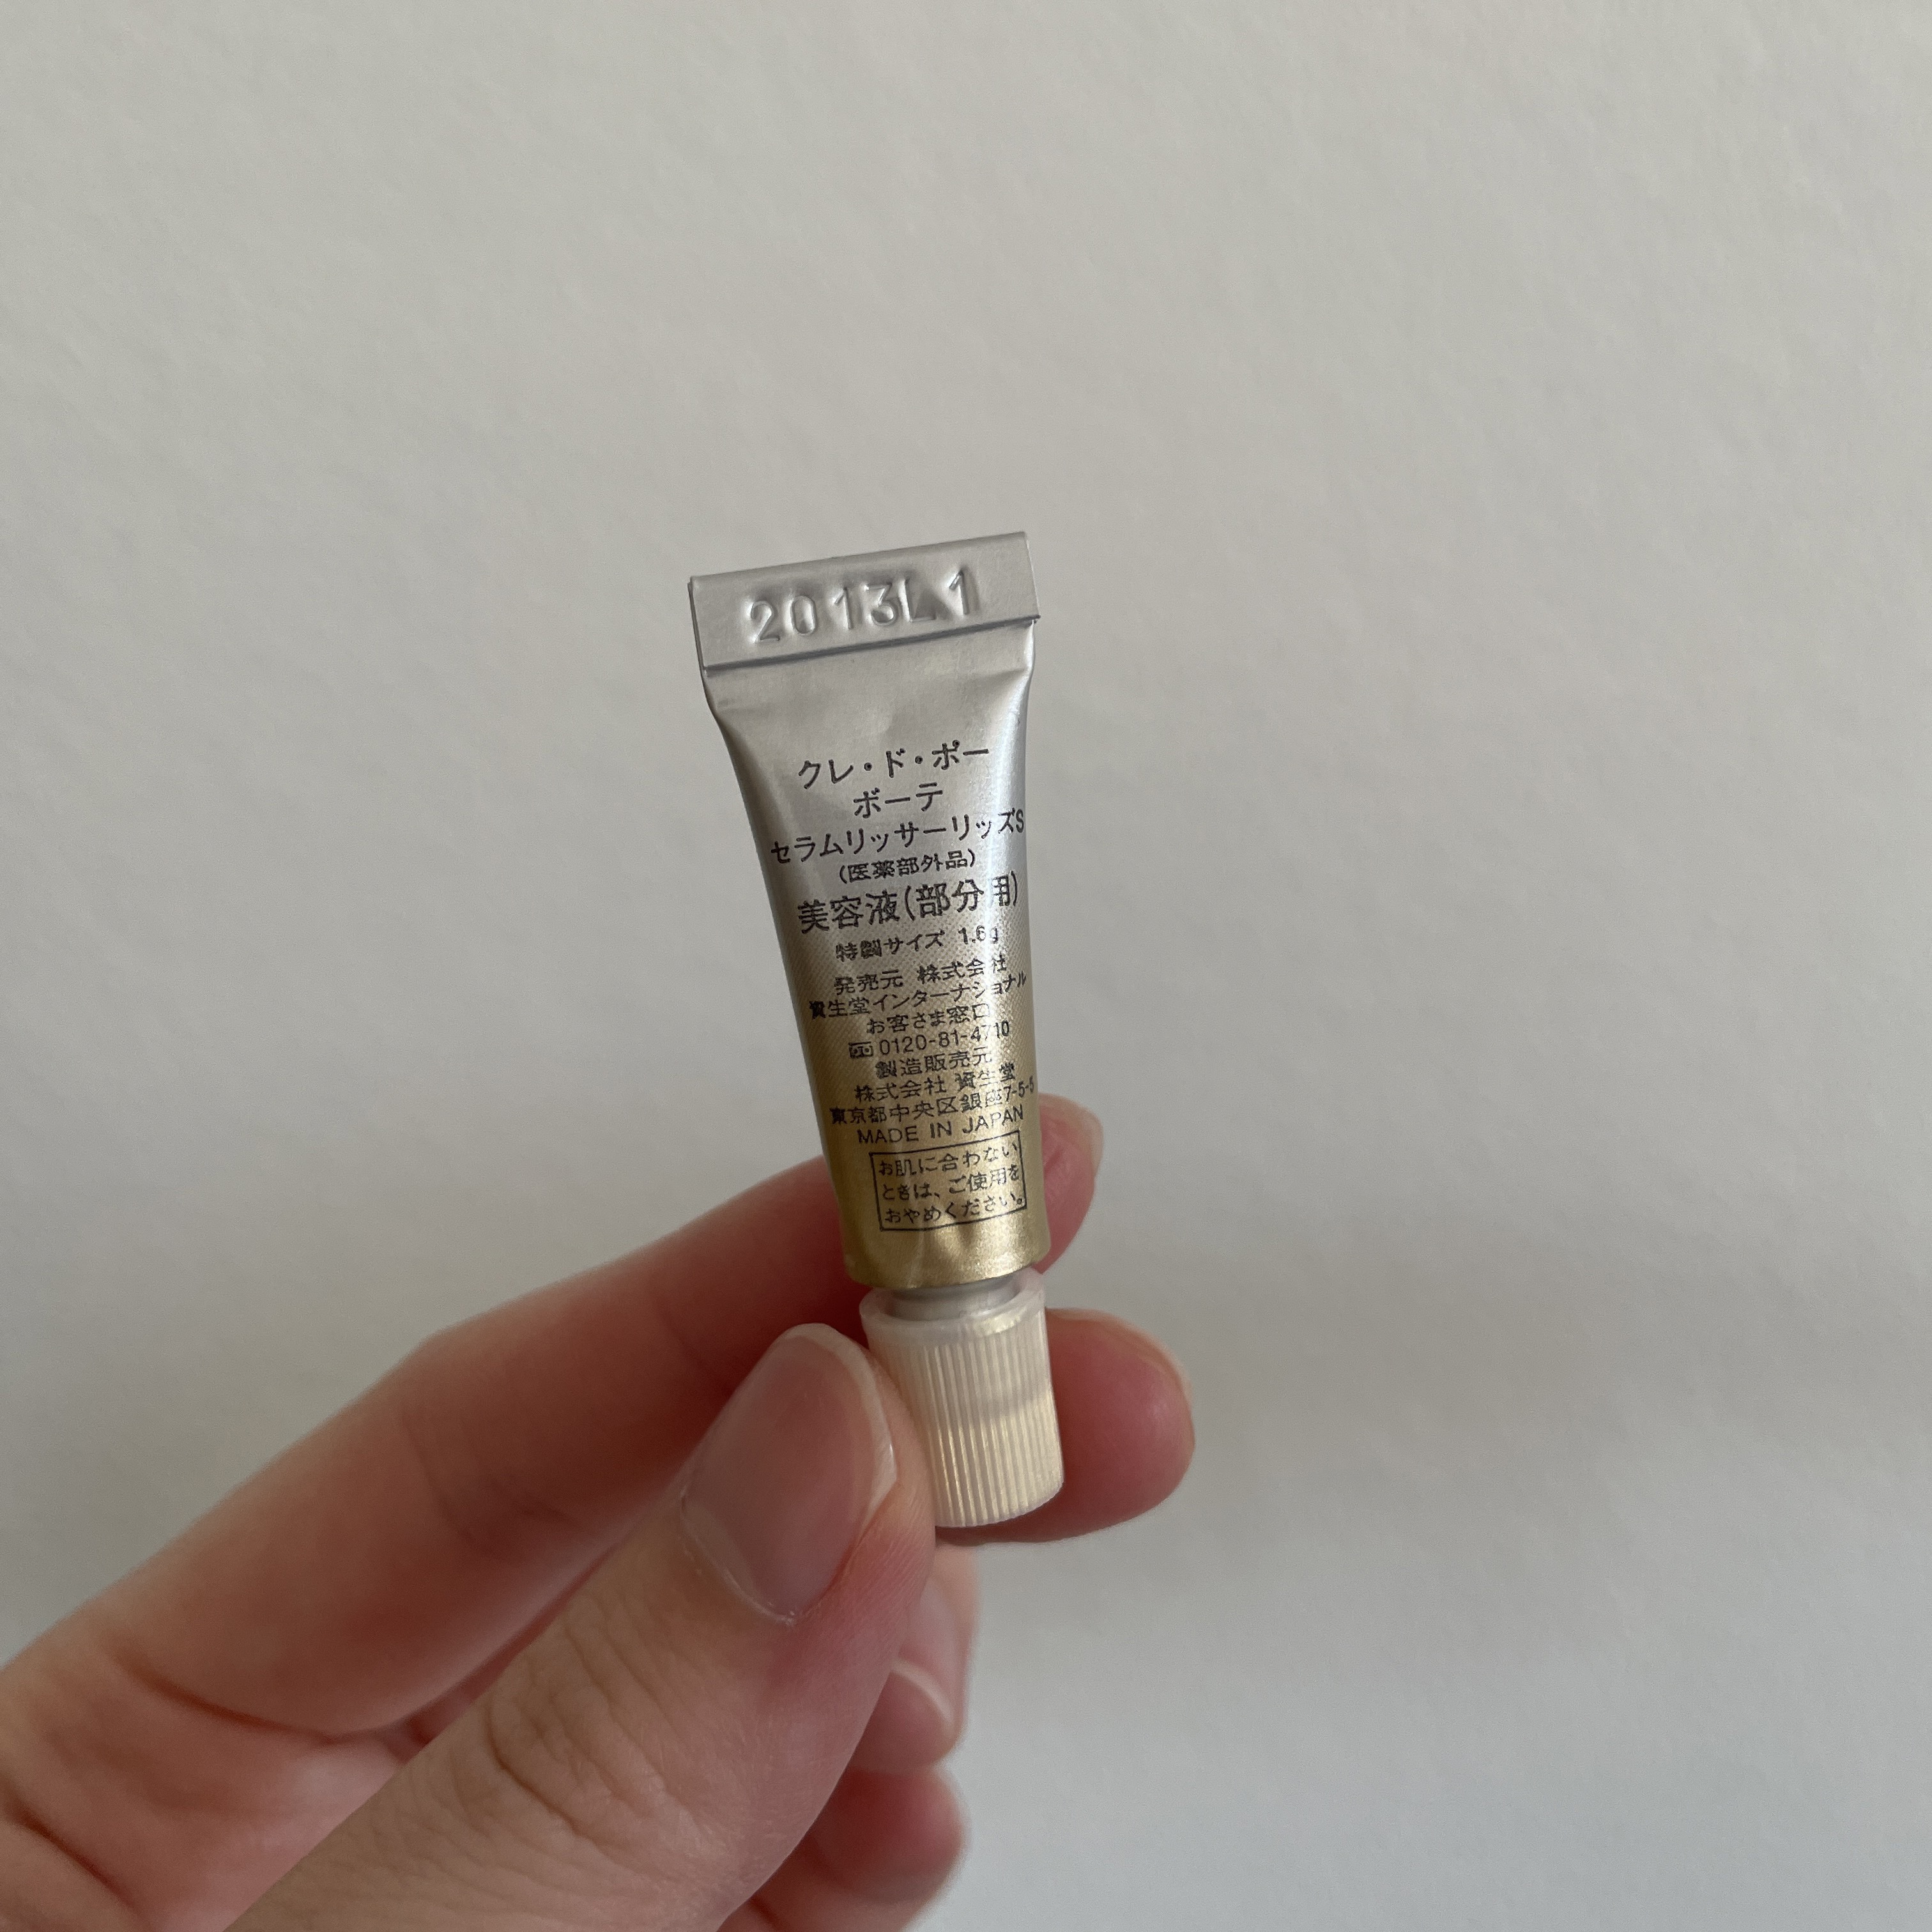 2013L1
クレ・ド・ポー
ボーテ
セラムリッサーリッズS
(医薬部外品)
美容液(部分用)
特製サイズ 1.6g
発売元 株式会社
資生堂インターナショナル
お客さま窓口
0120-81-4710
製造販売元
株式会社 資生堂
東京都中央区銀座7-5-5
MADE IN JAPAN
お肌に合わない
ときは、ご使用を
おやめください。